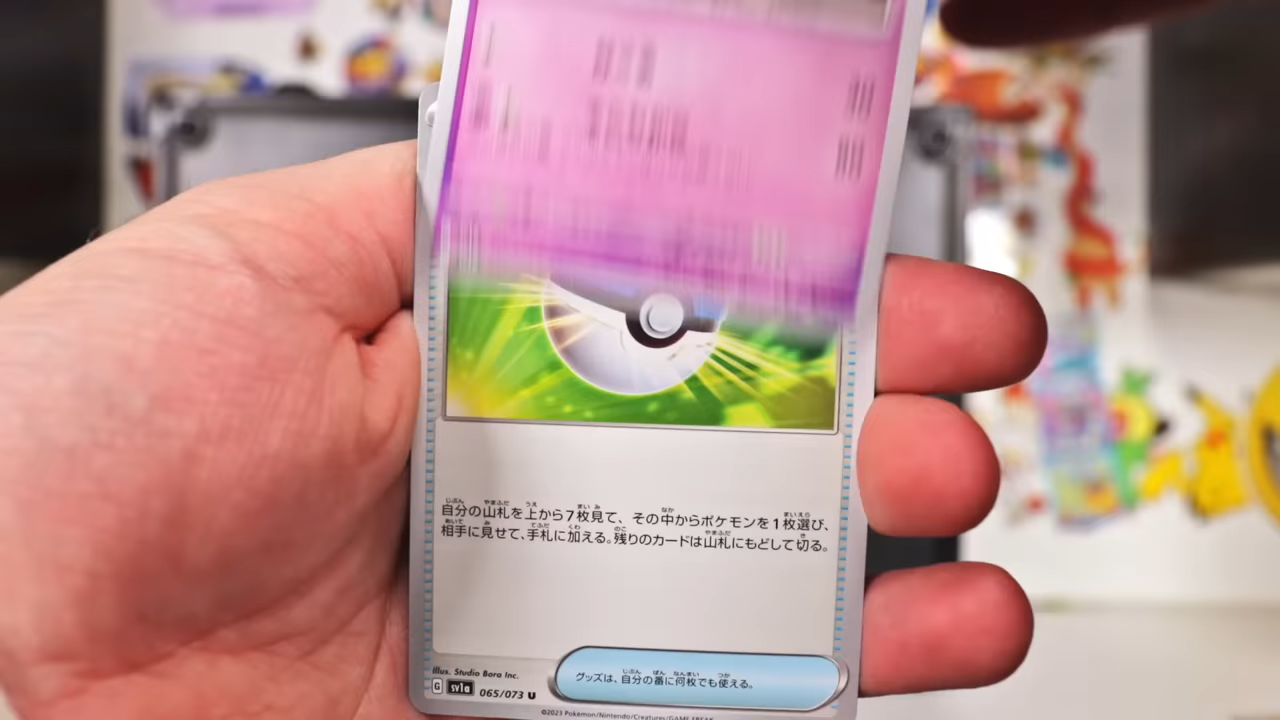 自分の山札を上から7枚見て、その中からポケモンを1枚選び、
相手に見せて、手札に加える。残りのカードは山札にもどして切る。
Illus. Studio Bora Inc.
グッズは、自分の番に何枚でも使える。
G sv1a 065/073 U
©2023 Pokémon/Nintendo/Creatures/GAME FREAK